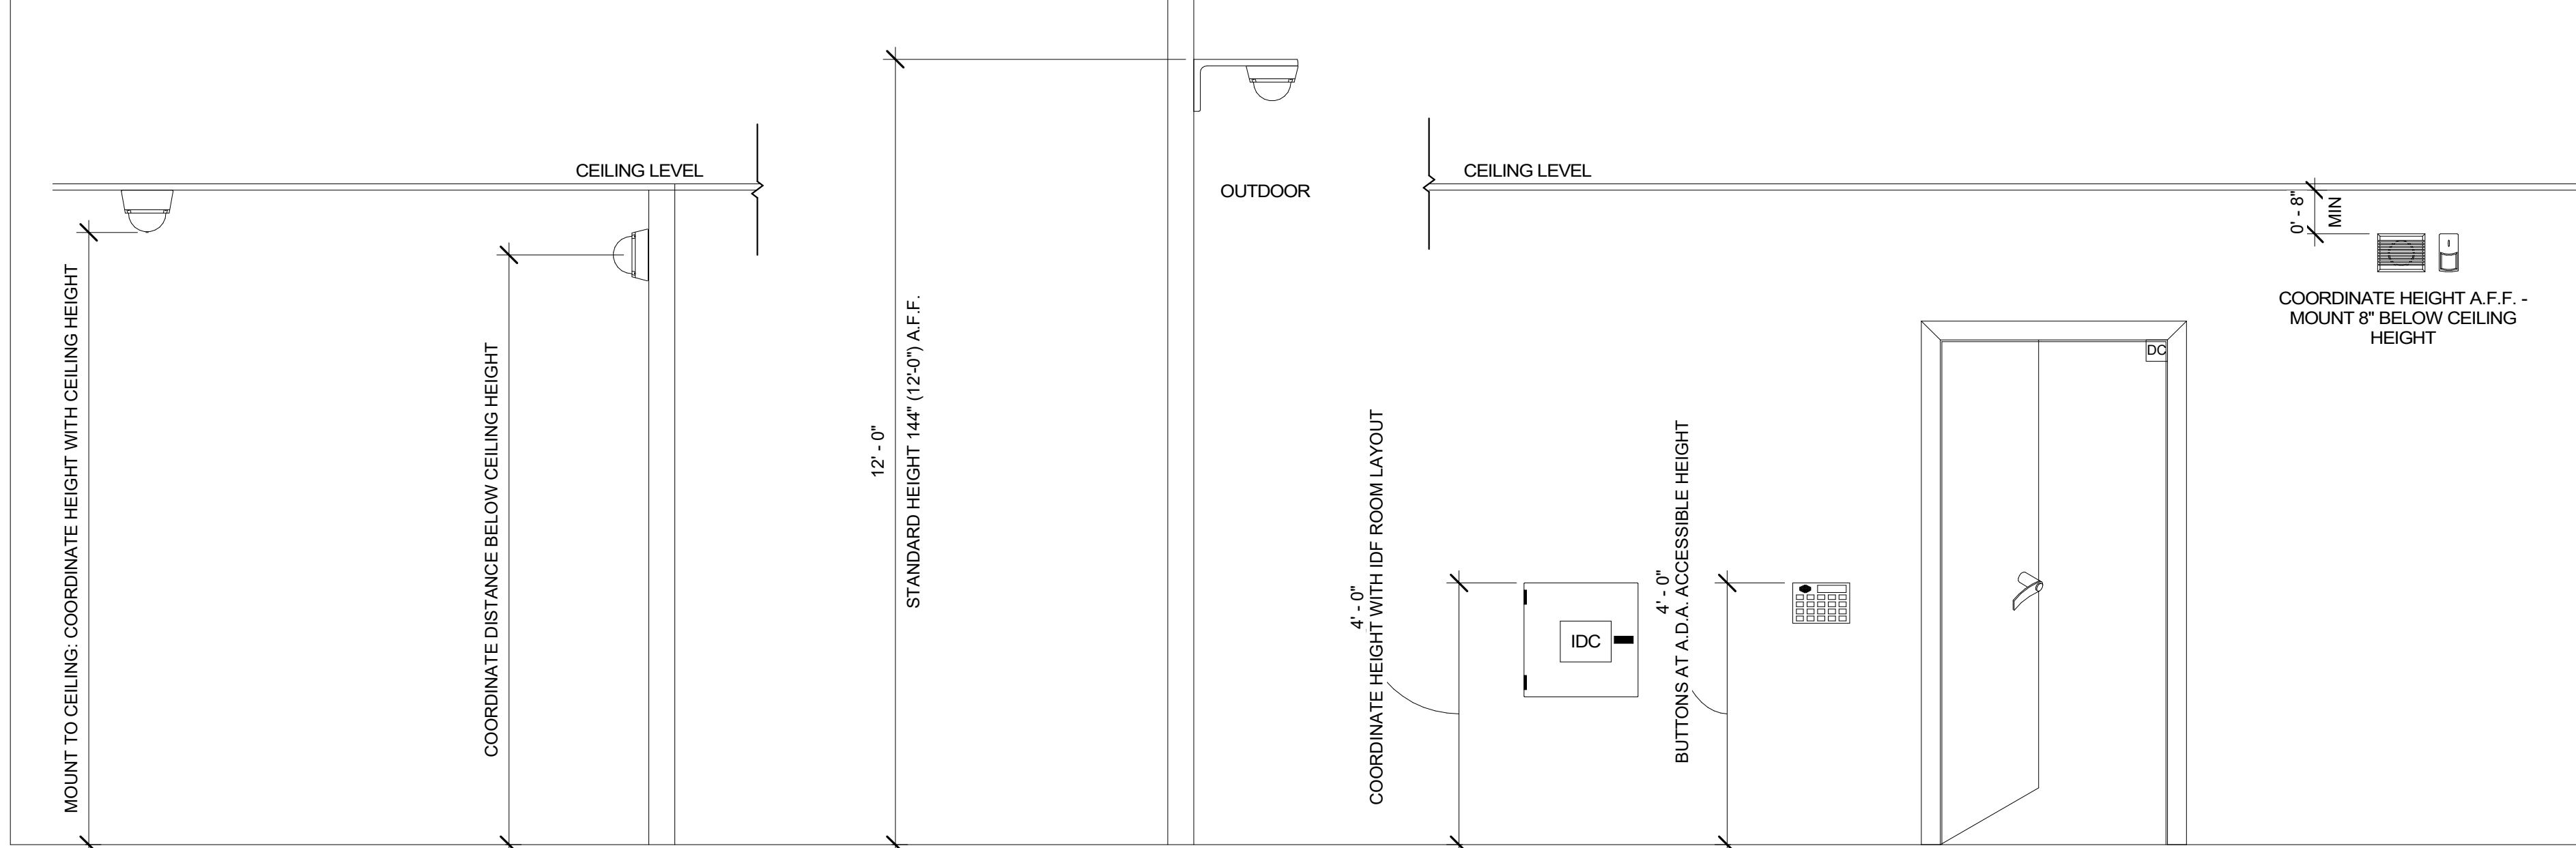 MOUNT TO CEILING: COORDINATE HEIGHT WITH CEILING HEIGHT
CEILING LEVEL
COORDINATE DISTANCE BELOW CEILING HEIGHT
12' - 0"
STANDARD HEIGHT 144" (12'-0") A.F.F.
OUTDOOR
CEILING LEVEL
4' - 0"
COORDINATE HEIGHT WITH IDF ROOM LAYOUT
IDC
4' - 0"
BUTTONS AT A.D.A. ACCESSIBLE HEIGHT
DC
0' - 8"
MIN
COORDINATE HEIGHT A.F.F. -
MOUNT 8" BELOW CEILING
HEIGHT